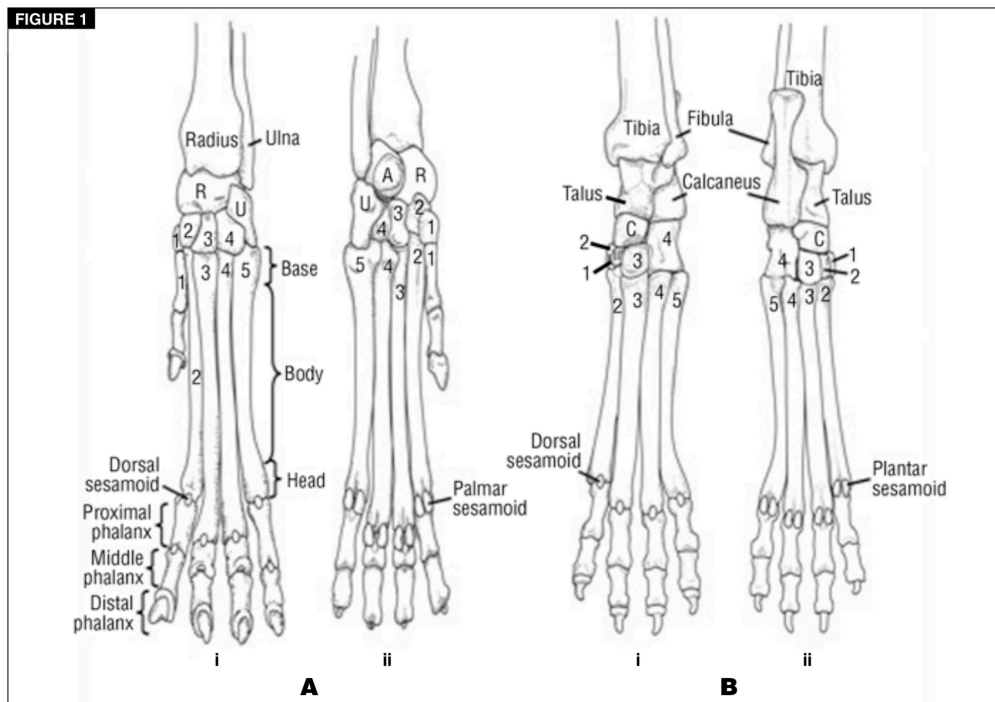 FIGURE 1
Radius
Ulna
R
U
1
2
3
4
1
2
3
4
5
Base
Body
Head
Dorsal
sesamoid
Proximal
phalanx
Middle
phalanx
Distal
phalanx
i
A
R
U
3
2
4
1
5
4
3
2
1
Palmar
sesamoid
ii
A
Tibia
Fibula
Talus
Calcaneus
C
4
2
1
3
2
3
4
5
Dorsal
sesamoid
i
Tibia
Talus
C
4
3
1
2
5
4
3
2
Plantar
sesamoid
ii
B